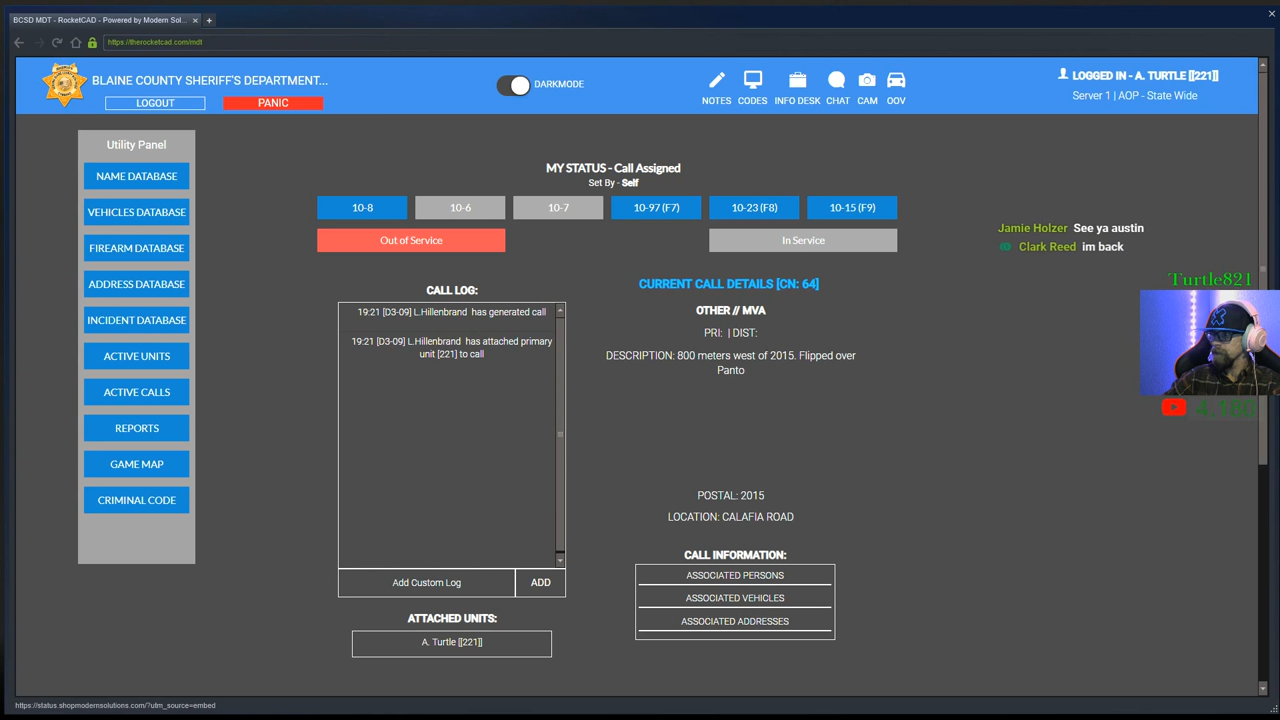 BCSD MDT - RocketCAD - Powered by Modern Sol...
https://therocketcad.com/mdt
BLAINE COUNTY SHERIFF'S DEPARTMENT...
LOGOUT
PANIC
DARKMODE
NOTES
CODES
INFO DESK
CHAT
CAM
OOV
LOGGED IN - A. TURTLE [[221]]
Server 1 | AOP - State Wide
Utility Panel
NAME DATABASE
VEHICLES DATABASE
FIREARM DATABASE
ADDRESS DATABASE
INCIDENT DATABASE
ACTIVE UNITS
ACTIVE CALLS
REPORTS
GAME MAP
CRIMINAL CODE
MY STATUS - Call Assigned
Set By - Self
10-8
10-6
10-7
10-97 (F7)
10-23 (F8)
10-15 (F9)
Out of Service
In Service
CALL LOG:
19:21 [D3-09] L.Hillenbrand has generated call
19:21 [D3-09] L.Hillenbrand has attached primary
unit [221] to call
Add Custom Log
ADD
ATTACHED UNITS:
A. Turtle [[221]]
CURRENT CALL DETAILS [CN: 64]
OTHER // MVA
PRI: | DIST:
DESCRIPTION: 800 meters west of 2015. Flipped over
Panto
POSTAL: 2015
LOCATION: CALAFIA ROAD
CALL INFORMATION:
ASSOCIATED PERSONS
ASSOCIATED VEHICLES
ASSOCIATED ADDRESSES
Jamie Holzer See ya austin
Clark Reed im back
Turtle821
4,180
https://status.shopmodernsolutions.com/?utm_source=embed